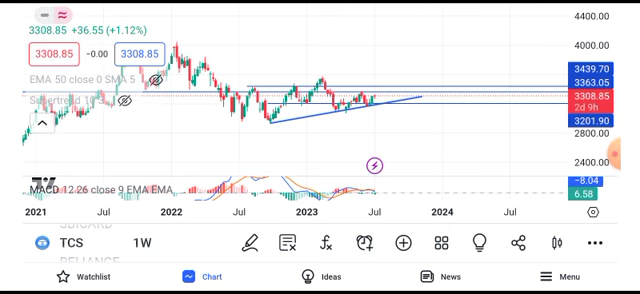 4400.00
3308.85 +36.55 (+1.12%)
4000.00
3308.85 −0.00 3308.85
3439.70
EMA 50 close 0 SMA 5
3363.05
3308.85
2d 9h
3201.90
2800.00
2400.00
−8.04
MACD 12 26 close 9 EMA EMA
6.58
2021 Jul 2022 Jul 2023 Jul 2024 Jul
SBICARD
TCS 1W
RELIANCE
Watchlist Chart Ideas News Menu